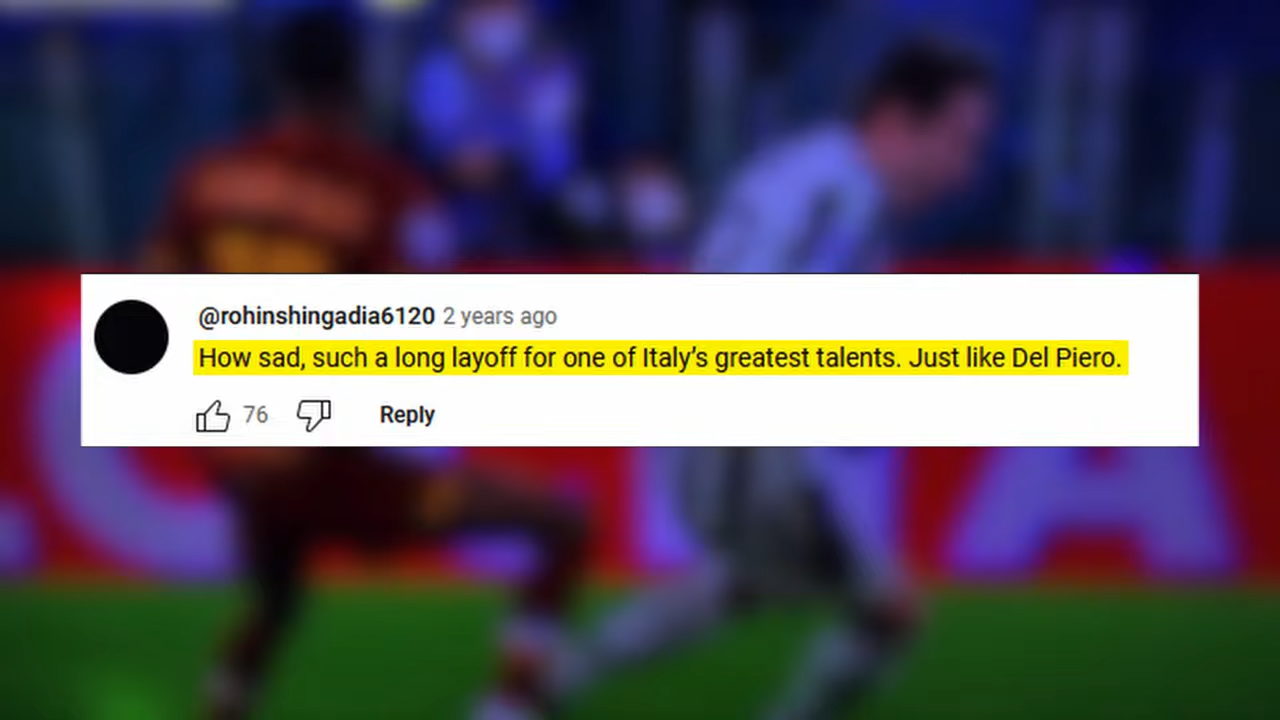 @rohinshingadia6120 2 years ago
How sad, such a long layoff for one of Italy's greatest talents. Just like Del Piero.
76 Reply